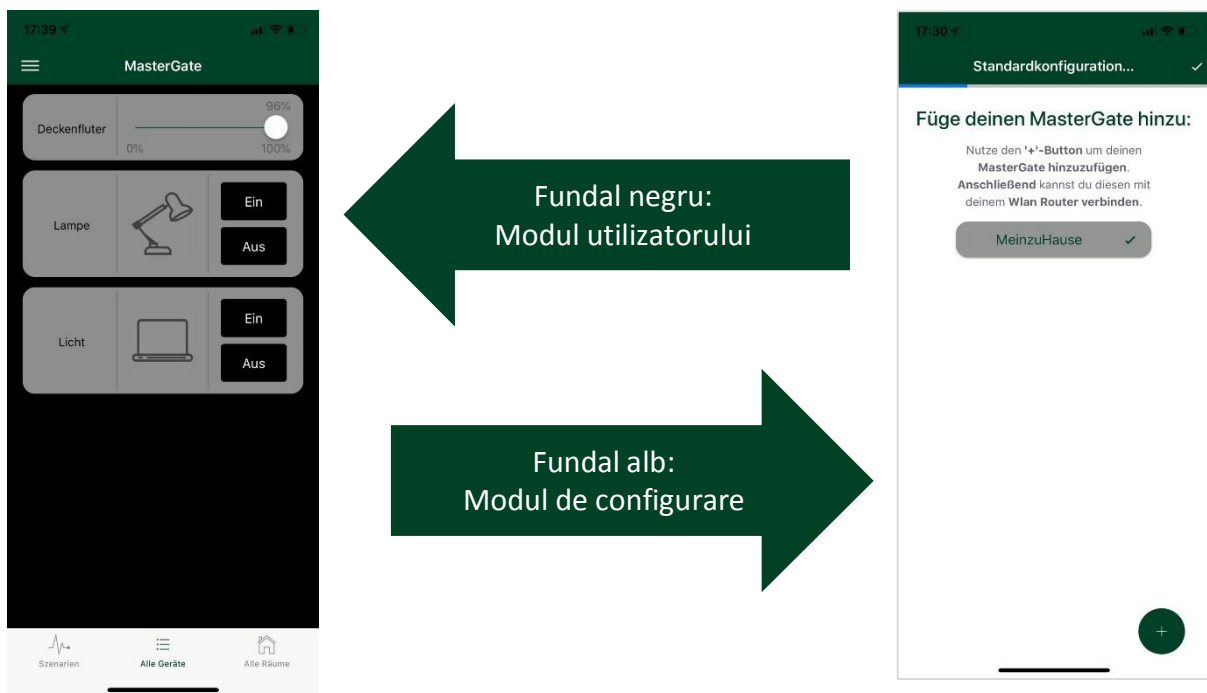 17:39
MasterGate
Deckenfluter
96%
0%
100%
Lampe
Ein
Aus
Licht
Ein
Aus
Szenarien
Alle Geräte
Alle Räume
Fundal negru:
Modul utilizatorului
Fundal alb:
Modul de configurare
17:30
Standardkonfiguration...
Füge deinen MasterGate hinzu:
Nutze den '+'-Button um deinen
MasterGate hinzuzufügen.
Anschließend kannst du diesen mit
deinem Wlan Router verbinden.
MeinzuHause
+